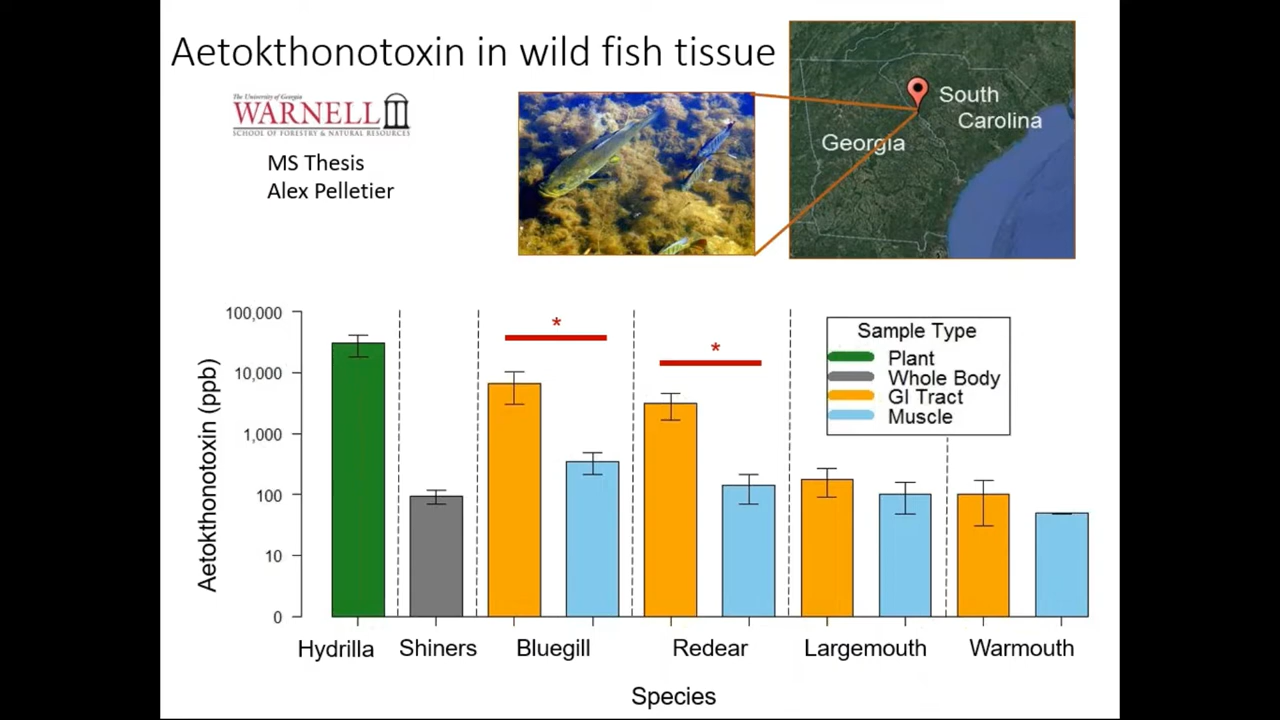 Aetokthonotoxin in wild fish tissue
The University of Georgia
WARNELL
SCHOOL OF FORESTRY & NATURAL RESOURCES
MS Thesis
Alex Pelletier
South
Carolina
Georgia
Aetokthonotoxin (ppb)
100,000
10,000
1,000
100
10
0
*
*
Sample Type
Plant
Whole Body
GI Tract
Muscle
Hydrilla
Shiners
Bluegill
Redear
Largemouth
Warmouth
Species